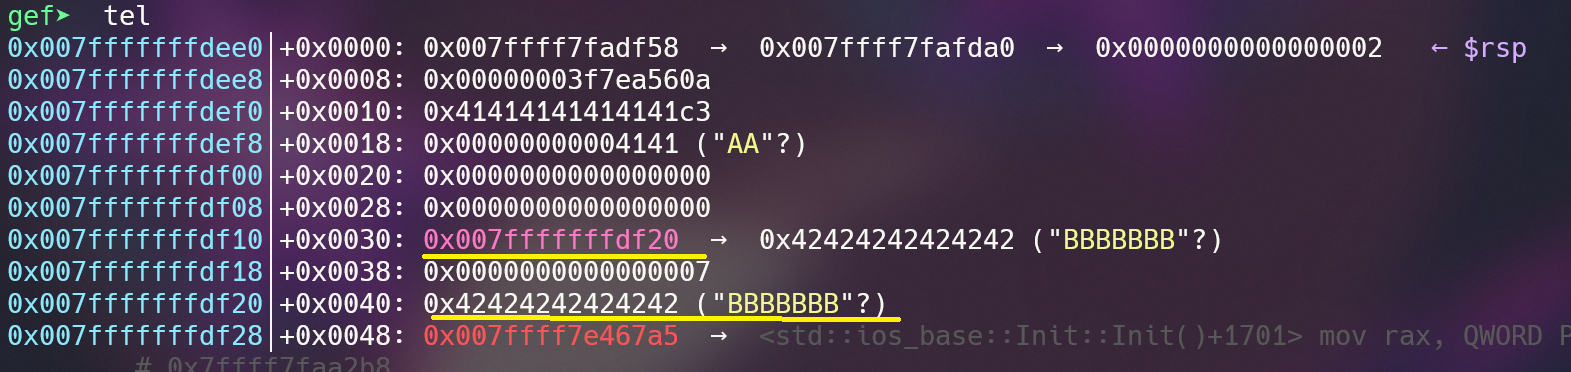 gef➤  tel
0x007fffffffdee0│+0x0000: 0x007ffff7fadf58  →  0x007ffff7fafda0  →  0x0000000000000002   ← $rsp
0x007fffffffdee8│+0x0008: 0x00000003f7ea560a
0x007fffffffdef0│+0x0010: 0x41414141414141c3
0x007fffffffdef8│+0x0018: 0x00000000004141 ("AA"?)
0x007fffffffdf00│+0x0020: 0x0000000000000000
0x007fffffffdf08│+0x0028: 0x0000000000000000
0x007fffffffdf10│+0x0030: 0x007fffffffdf20  →  0x42424242424242 ("BBBBBBB"?)
0x007fffffffdf18│+0x0038: 0x0000000000000007
0x007fffffffdf20│+0x0040: 0x42424242424242 ("BBBBBBB"?)
0x007fffffffdf28│+0x0048: 0x007ffff7e467a5  →  <std::ios_base::Init::Init()+1701> mov rax, QWORD P
# 0x7ffff7faa2b8